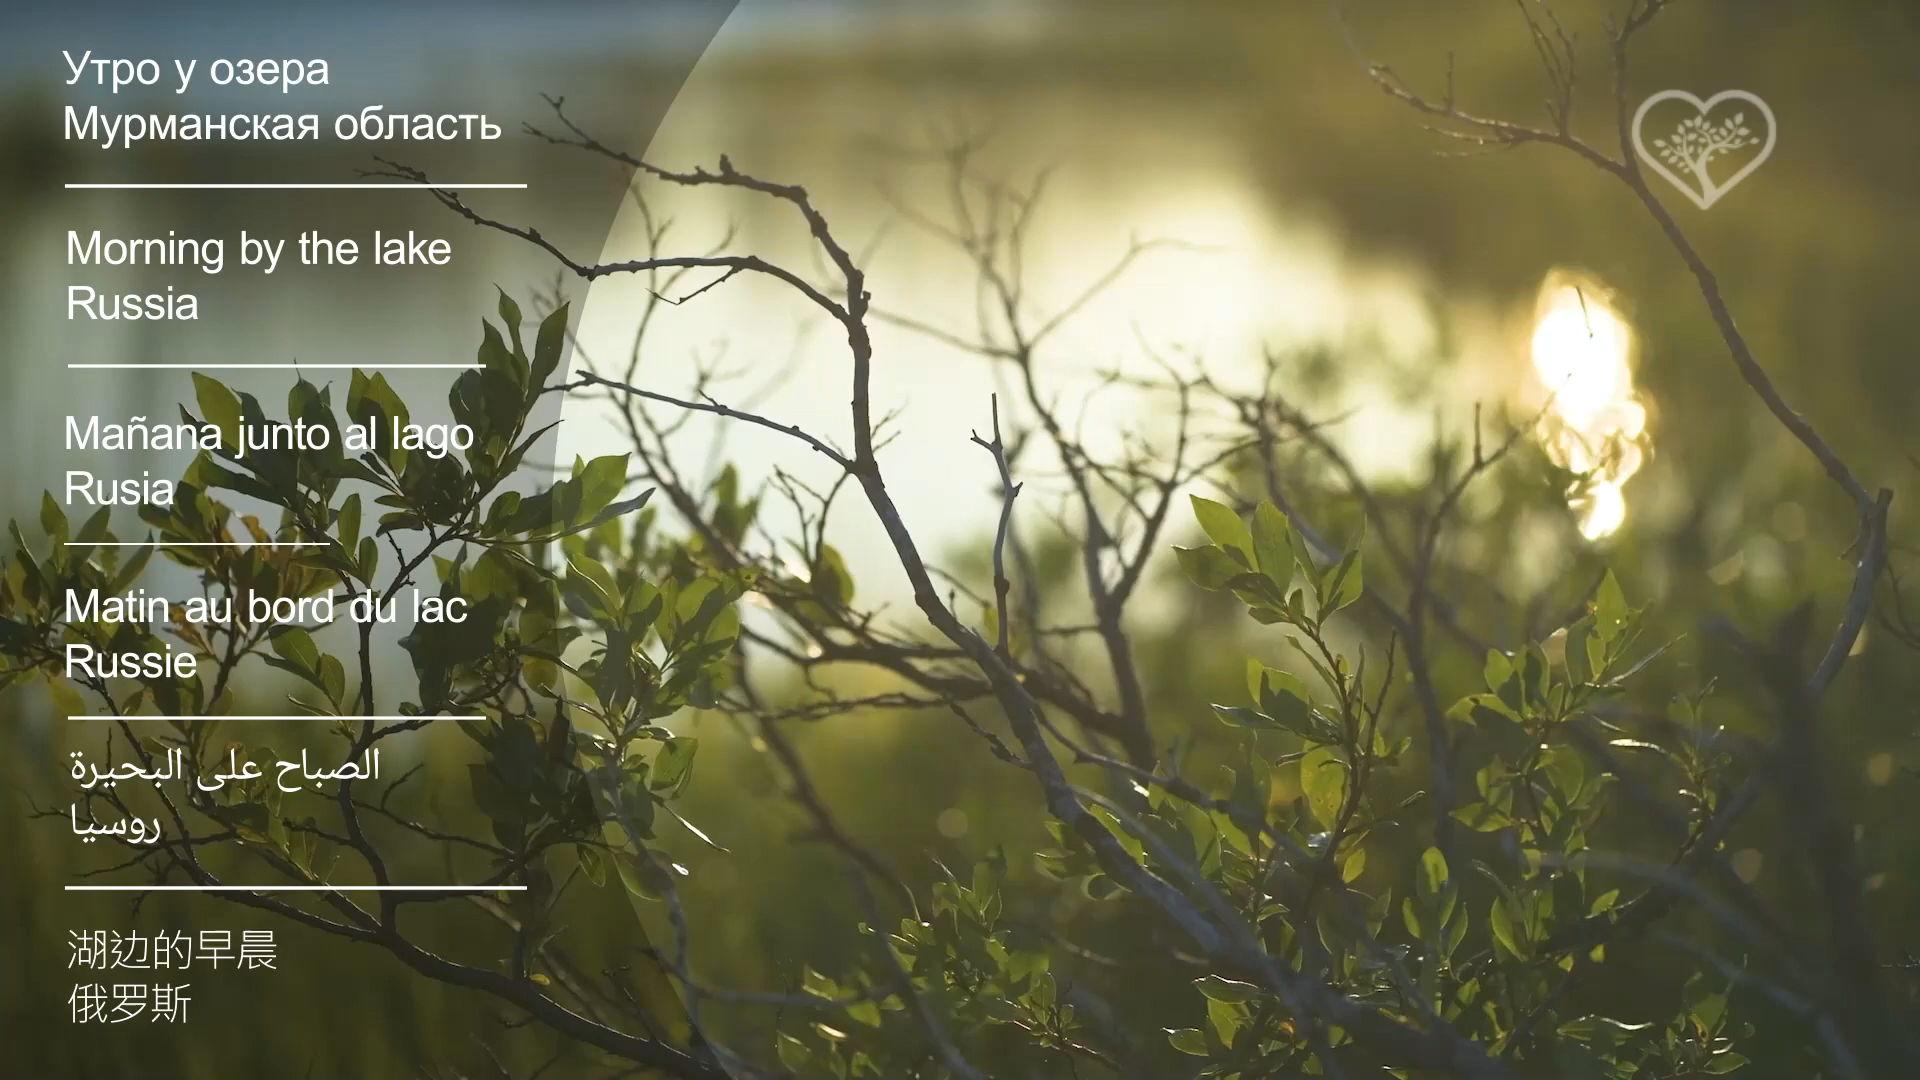 Утро у озера
Мурманская область
Morning by the lake
Russia
Mañana junto al lago
Rusia
Matin au bord du lac
Russie
الصباح على البحيرة
روسيا
湖边的早晨
俄罗斯